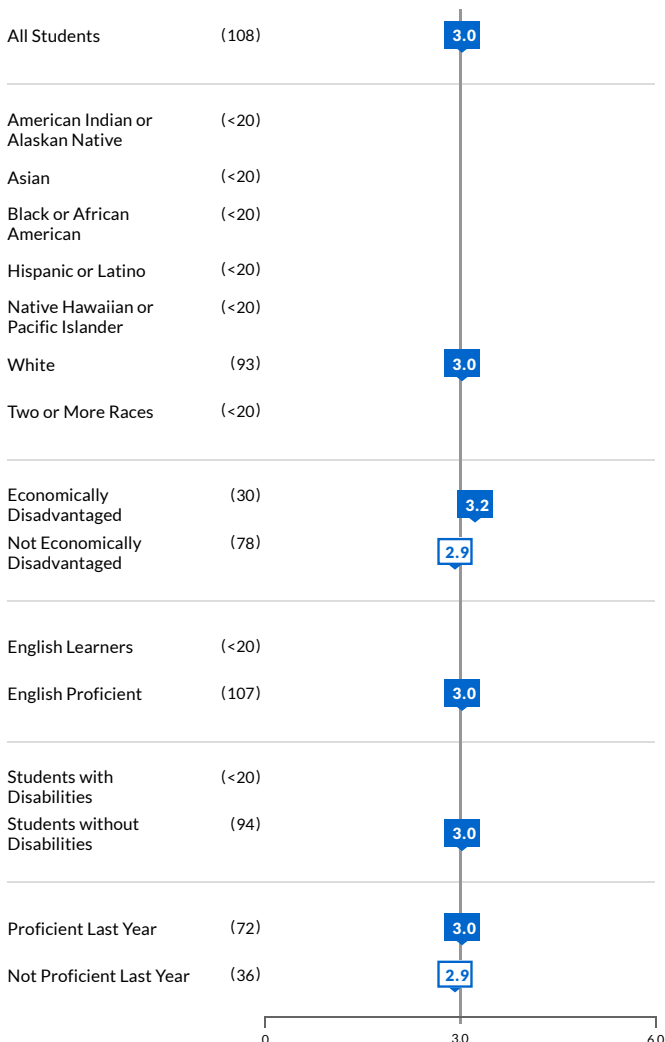 All Students (108) 3.0
American Indian or (<20)
Alaskan Native
Asian (<20)
Black or African (<20)
American
Hispanic or Latino (<20)
Native Hawaiian or (<20)
Pacific Islander
White (93) 3.0
Two or More Races (<20)
Economically (30) 3.2
Disadvantaged
Not Economically (78) 2.9
Disadvantaged
English Learners (<20)
English Proficient (107) 3.0
Students with (<20)
Disabilities
Students without (94) 3.0
Disabilities
Proficient Last Year (72) 3.0
Not Proficient Last Year (36) 2.9
0 3.0 6.0